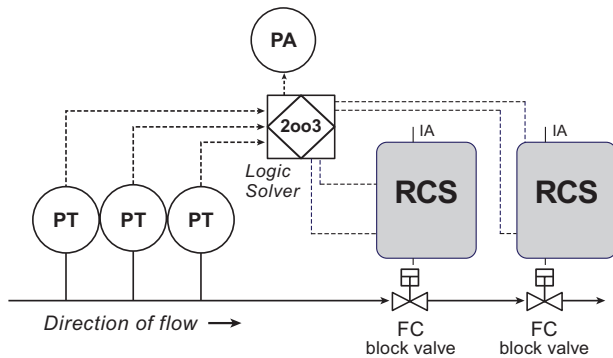 PA
2oo3
Logic
Solver
IA
IA
RCS
RCS
PT
PT
PT
Direction of flow
FC
block valve
FC
block valve